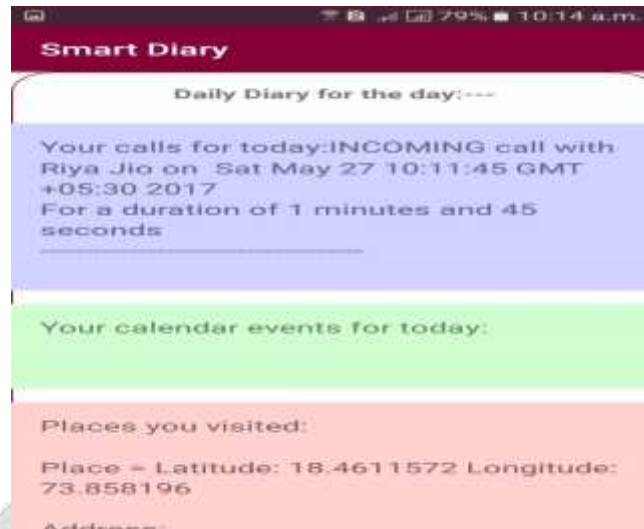 79% 10:14 a.m.
Smart Diary
Daily Diary for the day:---
Your calls for today:INCOMING call with
Riya Jio on Sat May 27 10:11:45 GMT
+05:30 2017
For a duration of 1 minutes and 45
seconds
--------------------------------
Your calendar events for today:
Places you visited:
Place = Latitude: 18.4611572 Longitude:
73.858196
Address: